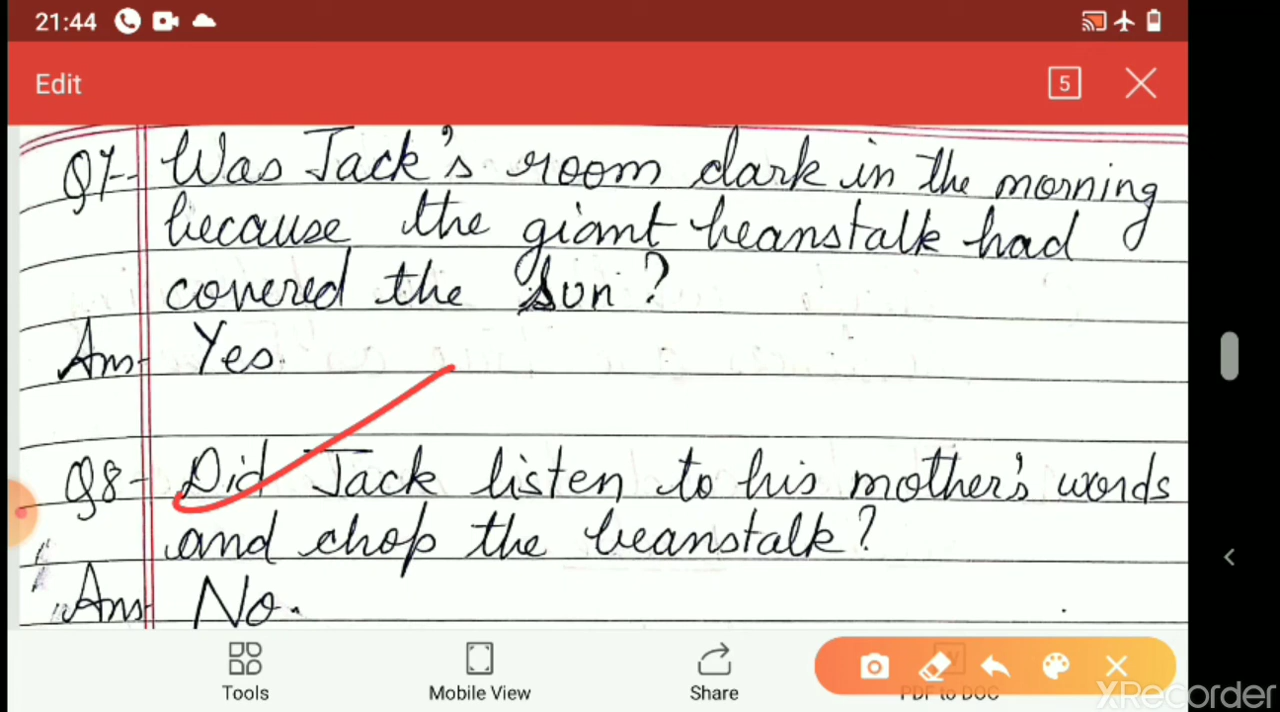 21:44
Edit
5
Q7- Was Jack's room dark in the morning
because the giant beanstalk had
covered the Sun?
Ans- Yes.
Q8- Did Jack listen to his mother's words
and chop the beanstalk?
Ans- No.
Tools
Mobile View
Share
PDF to DOC
XRecorder